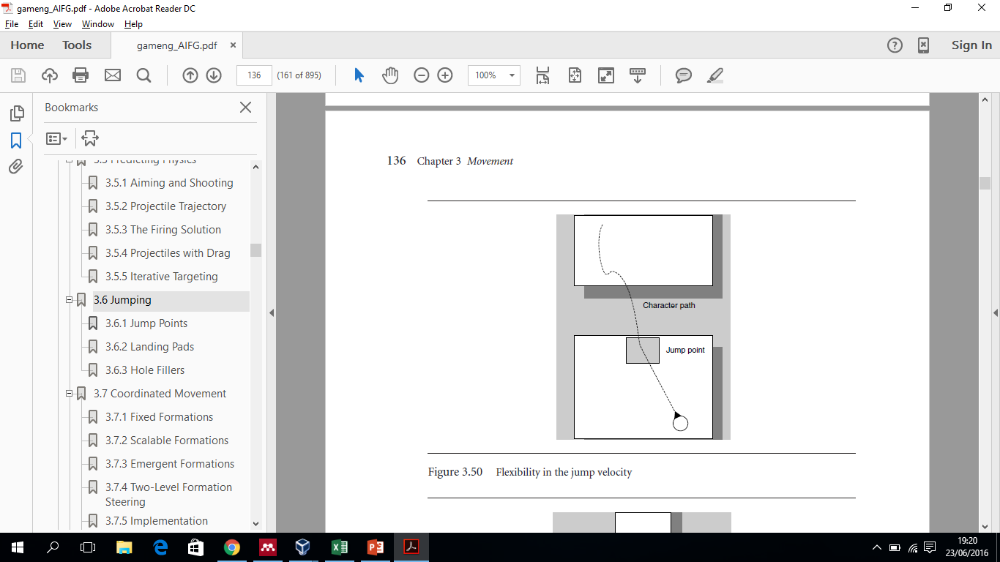 gameng_AIFG.pdf - Adobe Acrobat Reader DC
File Edit View Window Help
Home Tools gameng_AIFG.pdf × Sign In
136 (161 of 895) 100%
Bookmarks
3.5 Predicting Physics
3.5.1 Aiming and Shooting
3.5.2 Projectile Trajectory
3.5.3 The Firing Solution
3.5.4 Projectiles with Drag
3.5.5 Iterative Targeting
3.6 Jumping
3.6.1 Jump Points
3.6.2 Landing Pads
3.6.3 Hole Fillers
3.7 Coordinated Movement
3.7.1 Fixed Formations
3.7.2 Scalable Formations
3.7.3 Emergent Formations
3.7.4 Two-Level Formation
Steering
3.7.5 Implementation
136 Chapter 3 Movement
Character path
Jump point
Figure 3.50 Flexibility in the jump velocity
19:20
23/06/2016